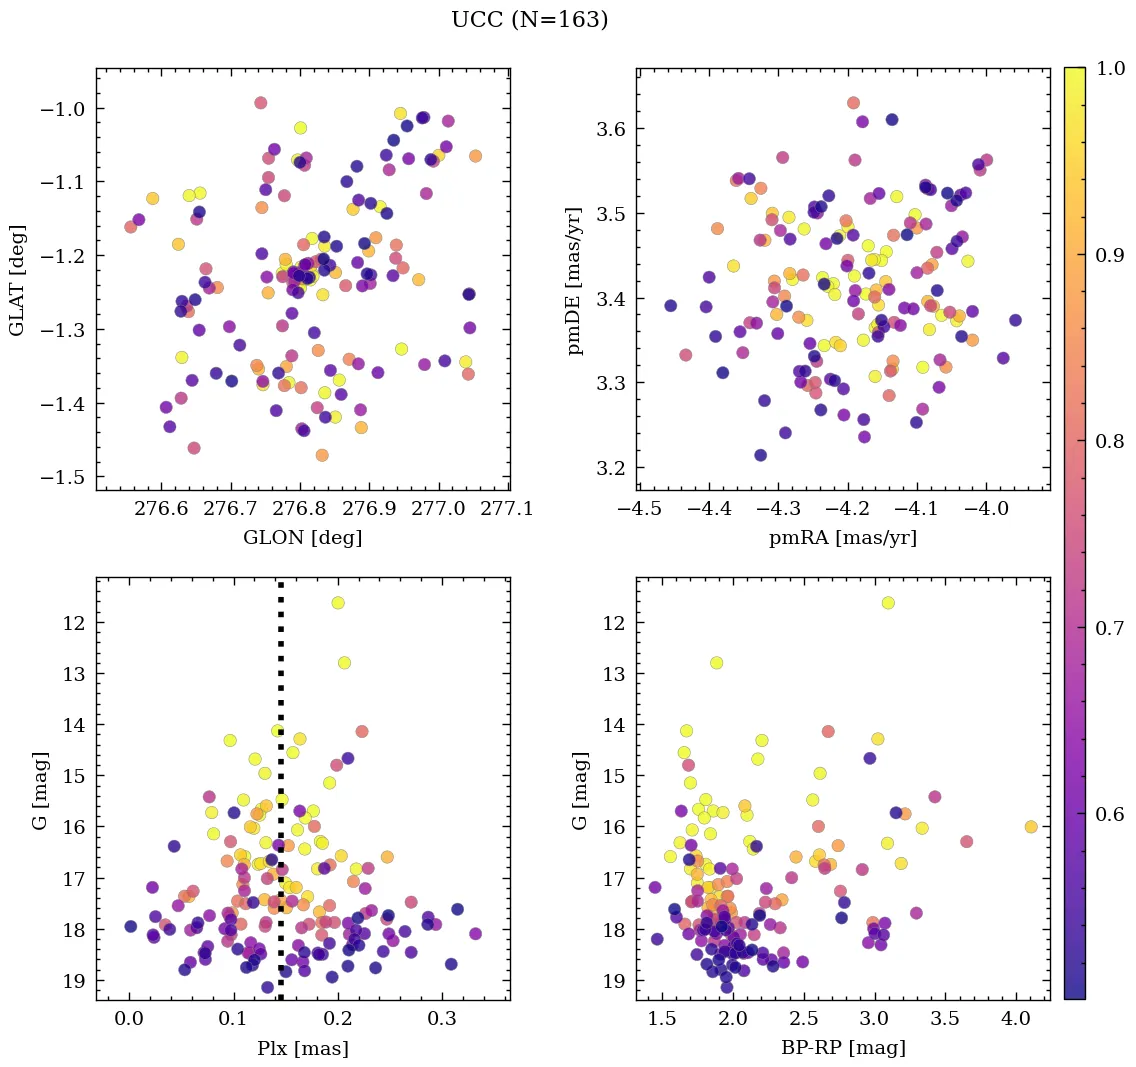 UCC (N=163)
−1.0
−1.1
−1.2
−1.3
−1.4
−1.5
GLAT [deg]
276.6 276.7 276.8 276.9 277.0 277.1
GLON [deg]
3.6
3.5
3.4
3.3
3.2
pmDE [mas/yr]
−4.5 −4.4 −4.3 −4.2 −4.1 −4.0
pmRA [mas/yr]
1.0
0.9
0.8
0.7
0.6
12
13
14
15
16
17
18
19
G [mag]
0.0 0.1 0.2 0.3
Plx [mas]
12
13
14
15
16
17
18
19
G [mag]
1.5 2.0 2.5 3.0 3.5 4.0
BP-RP [mag]